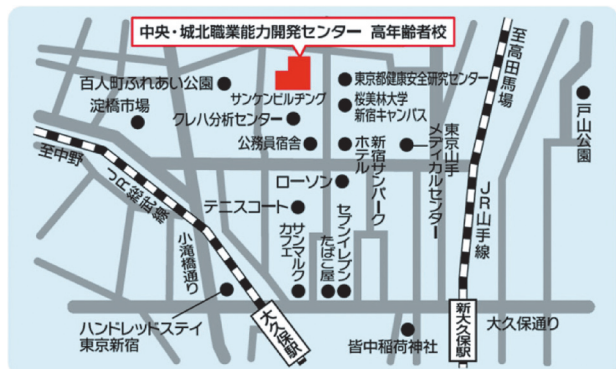 中央・城北職業能力開発センター 高年齢者校
至高田馬場
百人町ふれあい公園
東京都健康安全研究センター
戸山公園
淀橋市場
サンケンビルヂング
桜美林大学
新宿キャンパス
クレハ分析センター
至中野
公務員宿舎
新宿サンパーク
ホテル
東京山手
メディカルセンター
JR総武線
ローソン
JR山手線
テニスコート
小滝橋通り
サンマルク
カフェ
たばこ屋
セブンイレブン
ハンドレッドステイ
東京新宿
大久保駅
皆中稲荷神社
新大久保駅
大久保通り